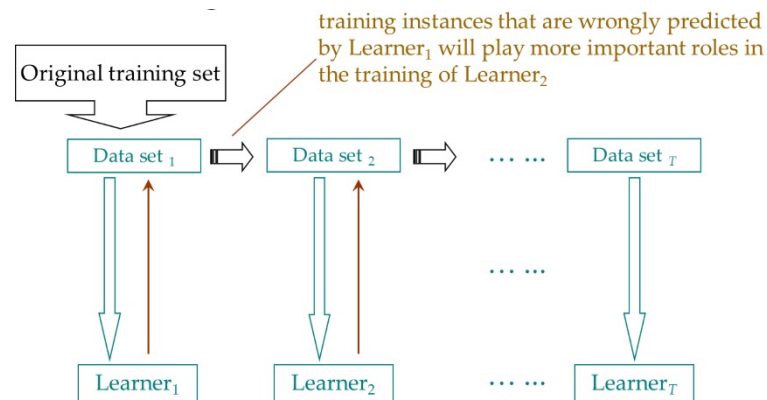 training instances that are wrongly predicted
by Learner₁ will play more important roles in
the training of Learner₂
Original training set
Data set ₁
Data set ₂
... ...
Data set T
... ...
Learner₁
Learner₂
... ...
LearnerT